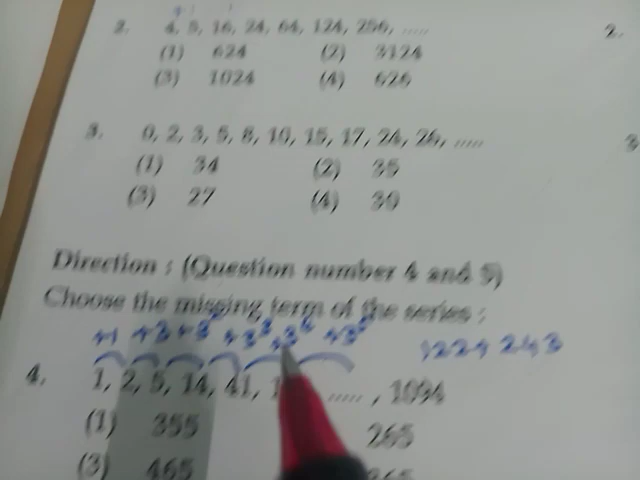 2. 4, 5, 16, 24, 64, 124, 256, .....
2.
(1) 624 (2) 3124
(3) 1024 (4) 626
3. 0, 2, 3, 5, 8, 10, 15, 17, 24, 26, .....
3
(1) 34 (2) 35
(3) 27 (4) 39
Direction : (Question number 4 and 5)
Choose the missing term of the series :
+1 +3 +3² +3³ +3⁴ +3⁵
122+ 243
4. 1, 2, 5, 14, 41, ..... , 1094
(1) 355 265
(3) 465